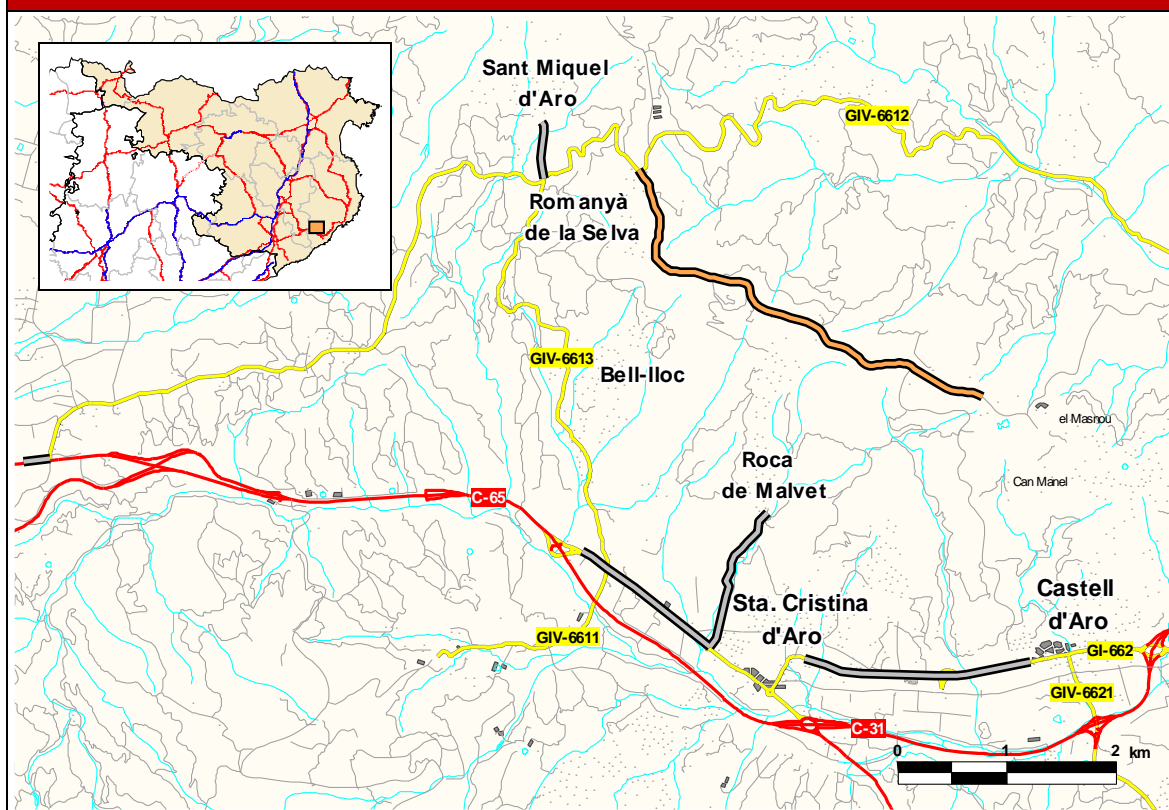 Sant Miquel
d'Aro
GIV-6612
Romanyà
de la Selva
GIV-6613
Bell-lloc
el Masnou
Roca
de Malvet
Can Manel
C-65
Castell
d'Aro
Sta. Cristina
d'Aro
GIV-6611
GI-662
GIV-6621
C-31
0 1 2 km